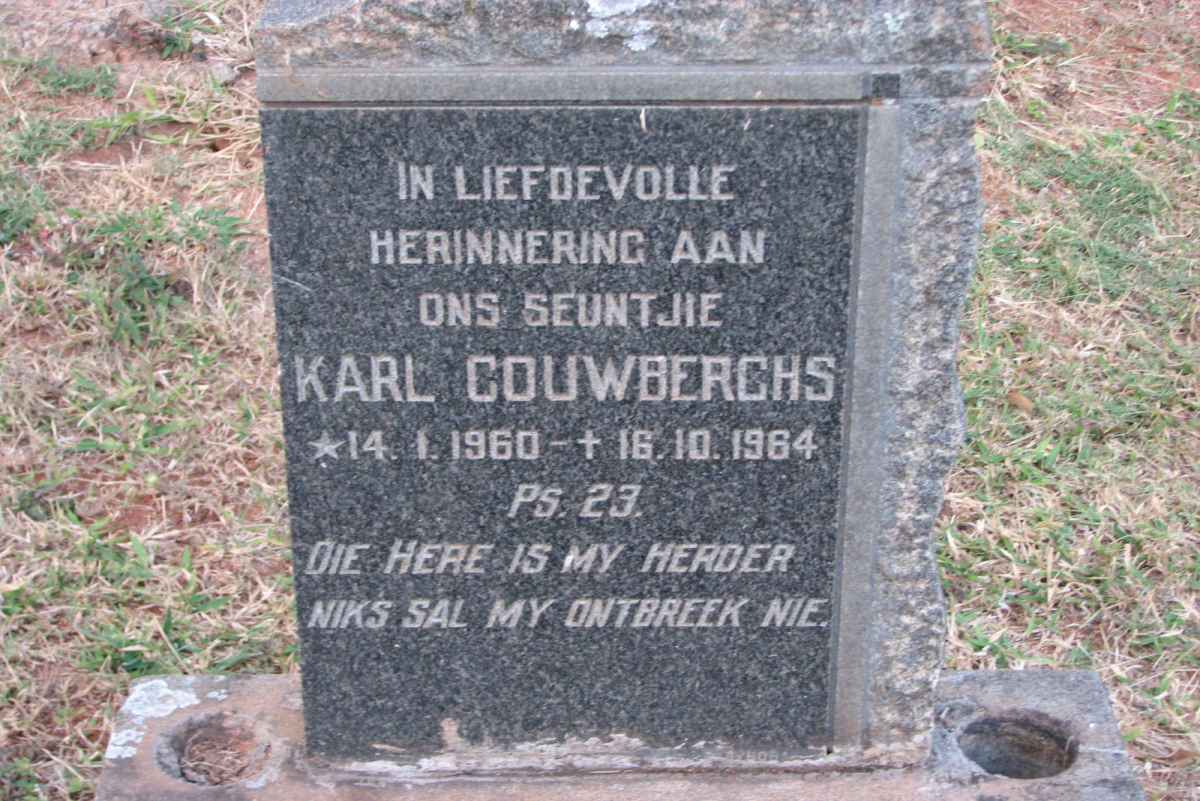 IN LIEFDEVOLLE
HERINNERING AAN
ONS SEUNTJIE
KARL COUWBERGHS
★14.1.1960-✝16.10.1964
PS. 23.
DIE HERE IS MY HERDER
NIKS SAL MY ONTBREEK NIE.